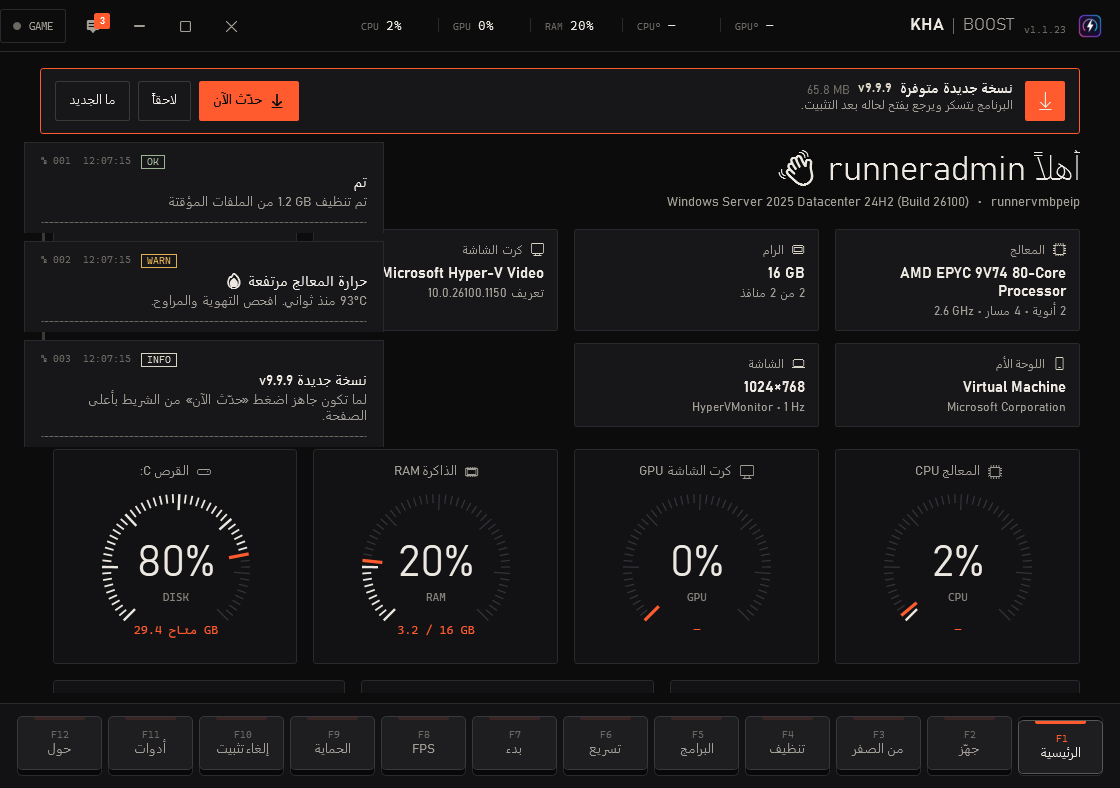 KHA | BOOST v1.1.23
CPU 2%
GPU 0%
RAM 20%
CPU° —
GPU° —
3
GAME
نسخة جديدة متوفرة v9.9.9 65.8 MB
البرنامج يتسكر ويرجع يفتح لحاله بعد التثبيت.
حدّث الآن
لاحقاً
ما الجديد
أهلاً runneradmin
Windows Server 2025 Datacenter 24H2 (Build 26100) • runnervmbpeip
001 12:07:15 OK
تم
تم تنظيف 1.2 GB من الملفات المؤقتة
002 12:07:15 WARN
حرارة المعالج مرتفعة
93°C منذ ثواني. افحص التهوية والمراوح.
003 12:07:15 INFO
نسخة جديدة v9.9.9
لما تكون جاهز اضغط «حدّث الآن» من الشريط بأعلى
الصفحة.
المعالج
AMD EPYC 9V74 80-Core
Processor
2 أنوية • 4 مسار • 2.6 GHz
الرام
16 GB
2 من 2 منافذ
كرت الشاشة
Microsoft Hyper-V Video
تعريف 10.0.26100.1150
اللوحة الأم
Virtual Machine
Microsoft Corporation
الشاشة
1024×768
HyperVMonitor • 1 Hz
المعالج CPU
2%
CPU
—
كرت الشاشة GPU
0%
GPU
—
الذاكرة RAM
20%
RAM
3.2 / 16 GB
القرص C:
80%
DISK
29.4 متاح GB
F1
الرئيسية
F2
جهّز
F3
من الصفر
F4
تنظيف
F5
البرامج
F6
تسريع
F7
بدء
F8
FPS
F9
الحماية
F10
إلغاء تثبيت
F11
أدوات
F12
حول